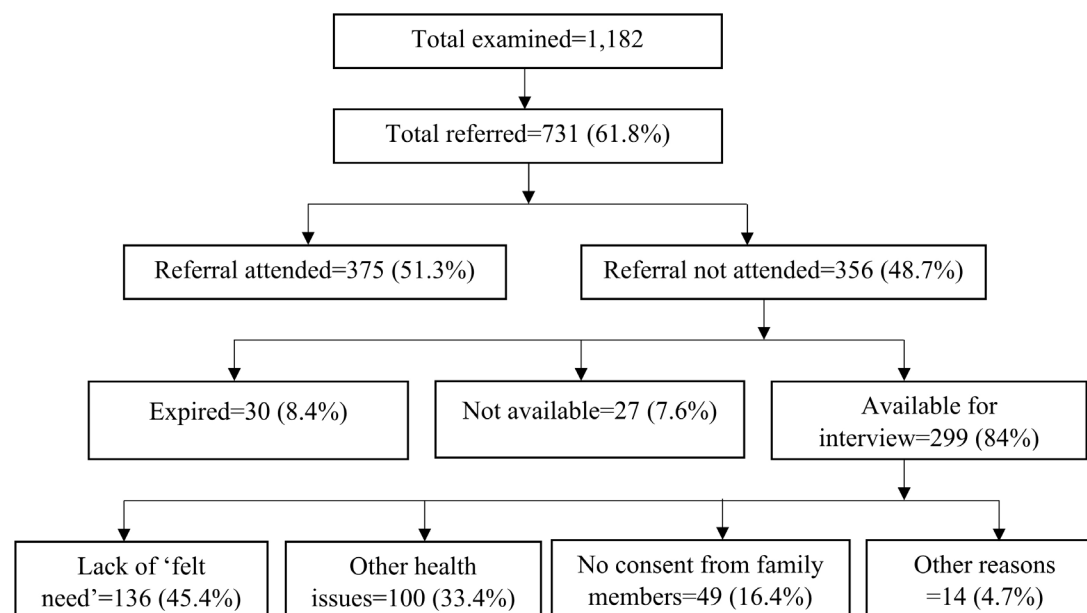 Total examined=1,182
Total referred=731 (61.8%)
Referral attended=375 (51.3%)
Referral not attended=356 (48.7%)
Expired=30 (8.4%)
Not available=27 (7.6%)
Available for
interview=299 (84%)
Lack of ‘felt
need’=136 (45.4%)
Other health
issues=100 (33.4%)
No consent from family
members=49 (16.4%)
Other reasons
=14 (4.7%)